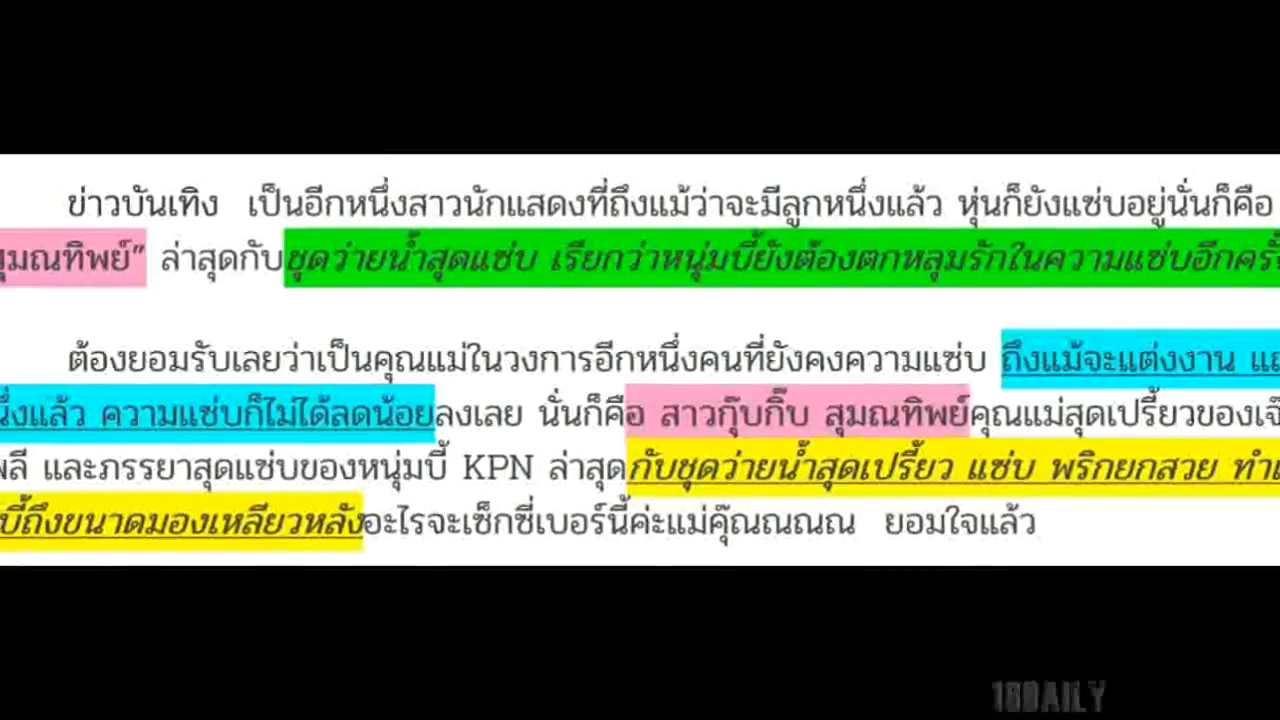 ข่าวบันเทิง เป็นอีกหนึ่งสาวนักแสดงที่ถึงแม้ว่าจะมีลูกหนึ่งแล้ว หุ่นก็ยังแซ่บอยู่นั่นก็คือ
สุมณทิพย์" ล่าสุดกับชุดว่ายน้ำสุดแซ่บ เรียกว่าหนุ่มบี้ยังต้องตกหลุมรักในความแซ่บอีกครั้ง
ต้องยอมรับเลยว่าเป็นคุณแม่ในวงการอีกหนึ่งคนที่ยังคงความแซ่บ ถึงแม้จะแต่งงาน
แล้ว ความแซ่บก็ไม่ได้ลดน้อยลงเลย นั่นก็คือ สาวกุ๊บกิ๊บ สุมณทิพย์คุณแม่สุดเปรี้ยวของ
และภรรยาสุดแซ่บของหนุ่มบี้ KPN ล่าสุดกับชุดว่ายน้ำสุดเปรี้ยว แซ่บ พริกยกสวย
บี้ถึงขนาดมองเหลียวหลังอะไรจะเซ็กซี่เบอร์นี้ค่ะแม่คุ๊ณณณณ ยอมใจแล้ว
168AILY